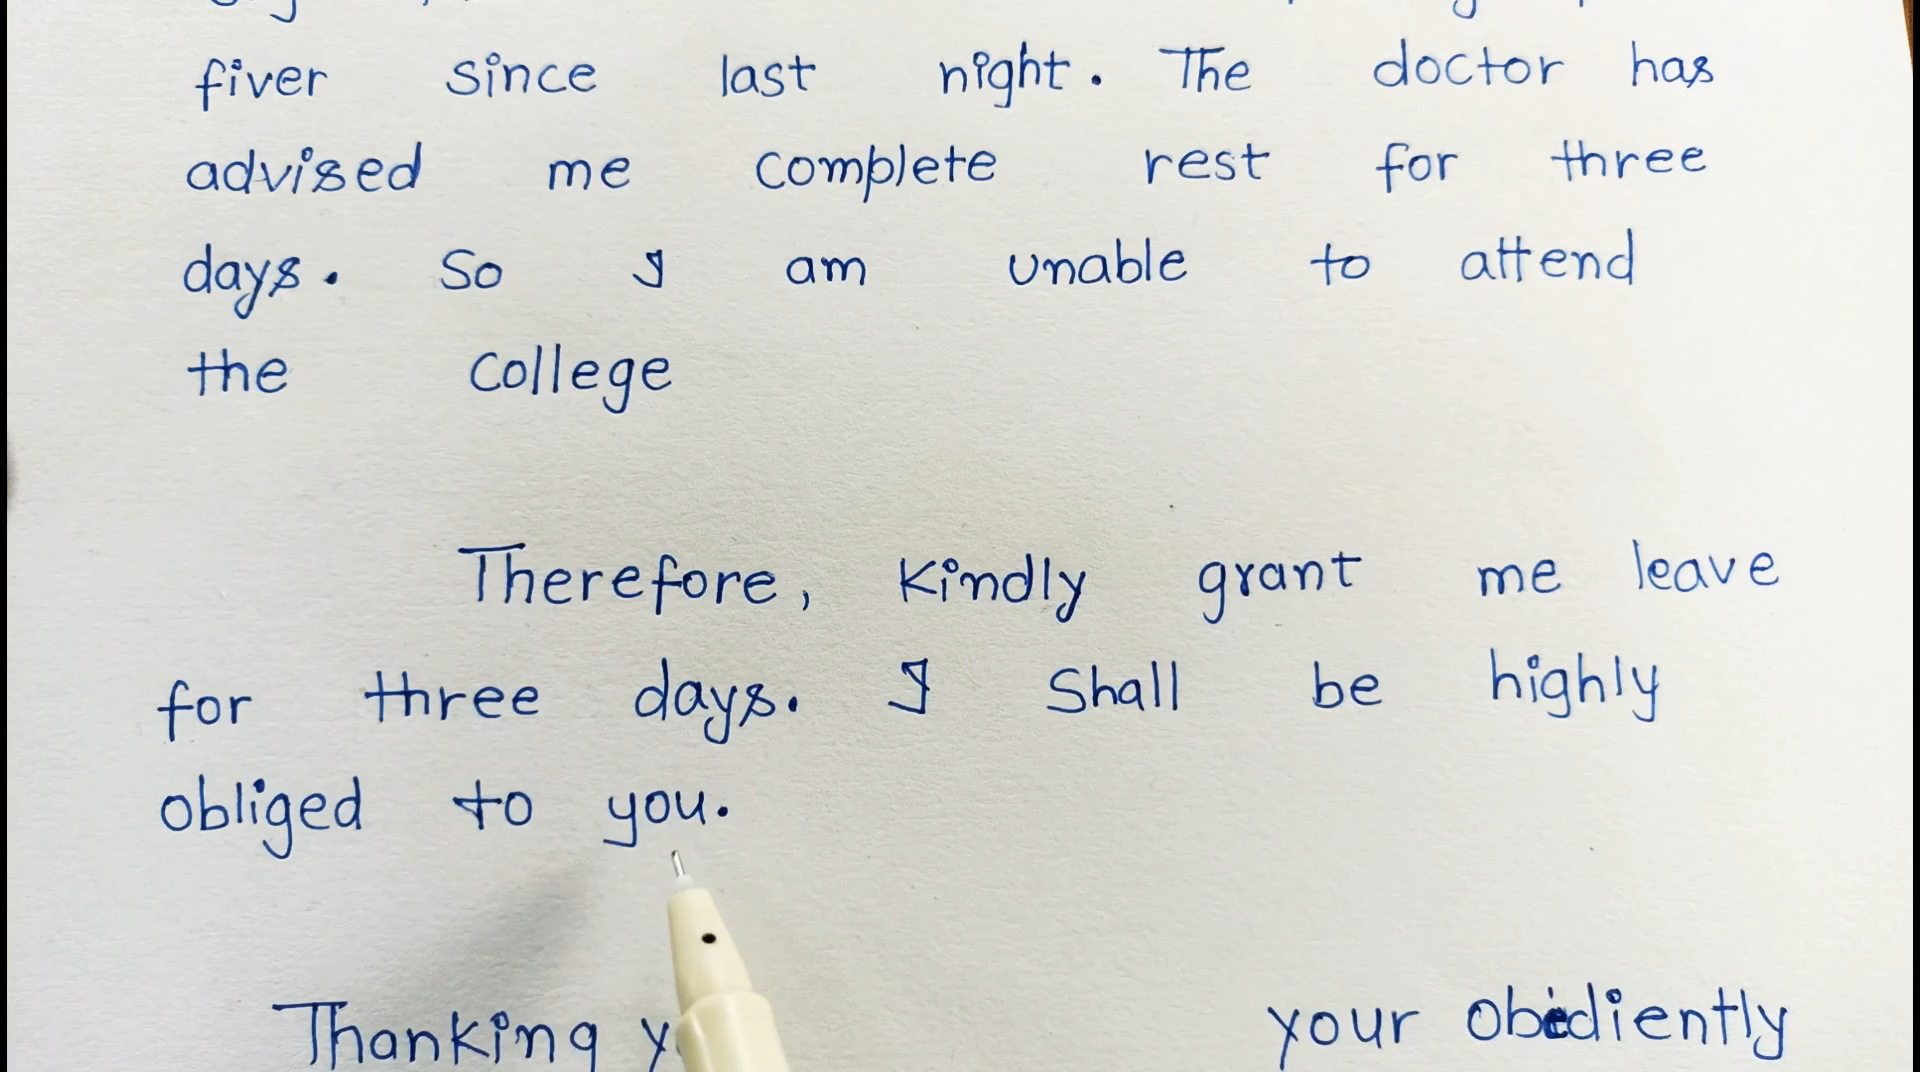 fiver since last night. The doctor has
advised me complete rest for three
days. So I am unable to attend
the College
Therefore, Kindly grant me leave
for three days. I Shall be highly
obliged to you.
Thanking your Obediently